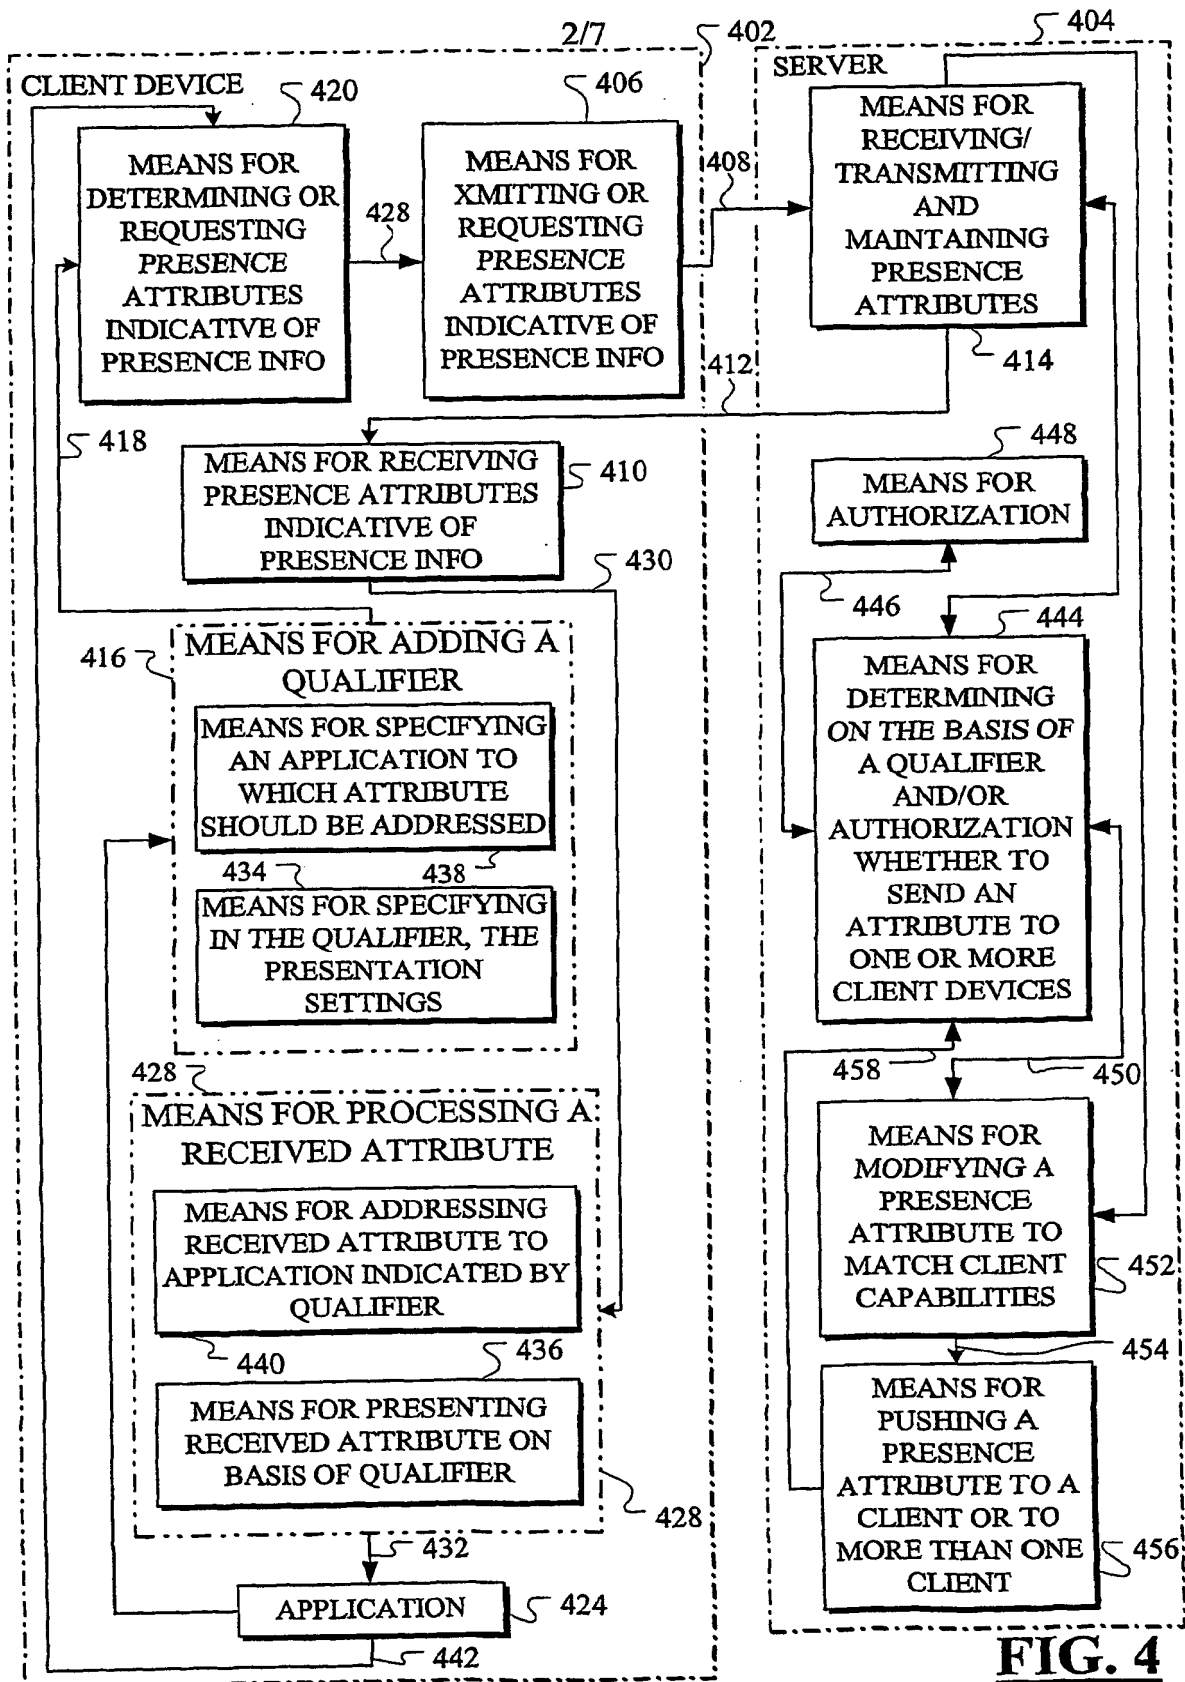 2/7
402
404
CLIENT DEVICE
SERVER
420
406
MEANS FOR
DETERMINING OR
REQUESTING
PRESENCE
ATTRIBUTES
INDICATIVE OF
PRESENCE INFO
428
MEANS FOR
XMITTING OR
REQUESTING
PRESENCE
ATTRIBUTES
INDICATIVE OF
PRESENCE INFO
408
MEANS FOR
RECEIVING/
TRANSMITTING
AND
MAINTAINING
PRESENCE
ATTRIBUTES
414
412
418
MEANS FOR RECEIVING
PRESENCE ATTRIBUTES
INDICATIVE OF
PRESENCE INFO
410
430
448
MEANS FOR
AUTHORIZATION
446
444
416
MEANS FOR ADDING A
QUALIFIER
MEANS FOR SPECIFYING
AN APPLICATION TO
WHICH ATTRIBUTE
SHOULD BE ADDRESSED
434
438
MEANS FOR SPECIFYING
IN THE QUALIFIER, THE
PRESENTATION
SETTINGS
MEANS FOR
DETERMINING
ON THE BASIS OF
A QUALIFIER
AND/OR
AUTHORIZATION
WHETHER TO
SEND AN
ATTRIBUTE TO
ONE OR MORE
CLIENT DEVICES
458
450
428
MEANS FOR PROCESSING A
RECEIVED ATTRIBUTE
MEANS FOR ADDRESSING
RECEIVED ATTRIBUTE TO
APPLICATION INDICATED BY
QUALIFIER
440
436
MEANS FOR PRESENTING
RECEIVED ATTRIBUTE ON
BASIS OF QUALIFIER
428
MEANS FOR
MODIFYING A
PRESENCE
ATTRIBUTE TO
MATCH CLIENT
CAPABILITIES
452
454
MEANS FOR
PUSHING A
PRESENCE
ATTRIBUTE TO A
CLIENT OR TO
MORE THAN ONE
CLIENT
456
432
APPLICATION
424
442
FIG. 4